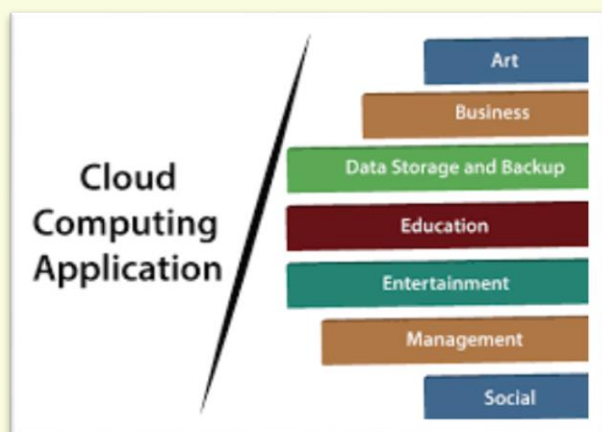 Cloud
Computing
Application
Art
Business
Data Storage and Backup
Education
Entertainment
Management
Social